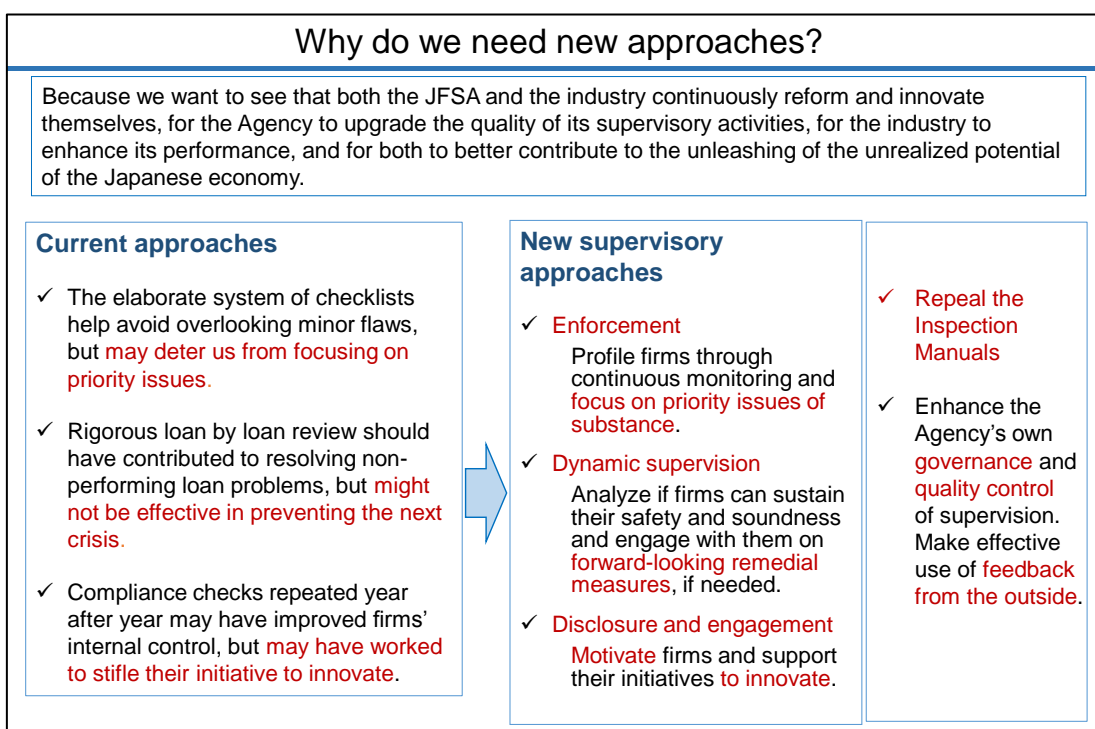 Why do we need new approaches?
Because we want to see that both the JFSA and the industry continuously reform and innovate
themselves, for the Agency to upgrade the quality of its supervisory activities, for the industry to
enhance its performance, and for both to better contribute to the unleashing of the unrealized potential
of the Japanese economy.
Current approaches
✓ The elaborate system of checklists
help avoid overlooking minor flaws,
but may deter us from focusing on
priority issues.
✓ Rigorous loan by loan review should
have contributed to resolving non-
performing loan problems, but might
not be effective in preventing the next
crisis.
✓ Compliance checks repeated year
after year may have improved firms'
internal control, but may have worked
to stifle their initiative to innovate.
New supervisory
approaches
✓ Enforcement
Profile firms through
continuous monitoring and
focus on priority issues of
substance.
✓ Dynamic supervision
Analyze if firms can sustain
their safety and soundness
and engage with them on
forward-looking remedial
measures, if needed.
✓ Disclosure and engagement
Motivate firms and support
their initiatives to innovate.
✓ Repeal the
Inspection
Manuals
✓ Enhance the
Agency's own
governance and
quality control
of supervision.
Make effective
use of feedback
from the outside.